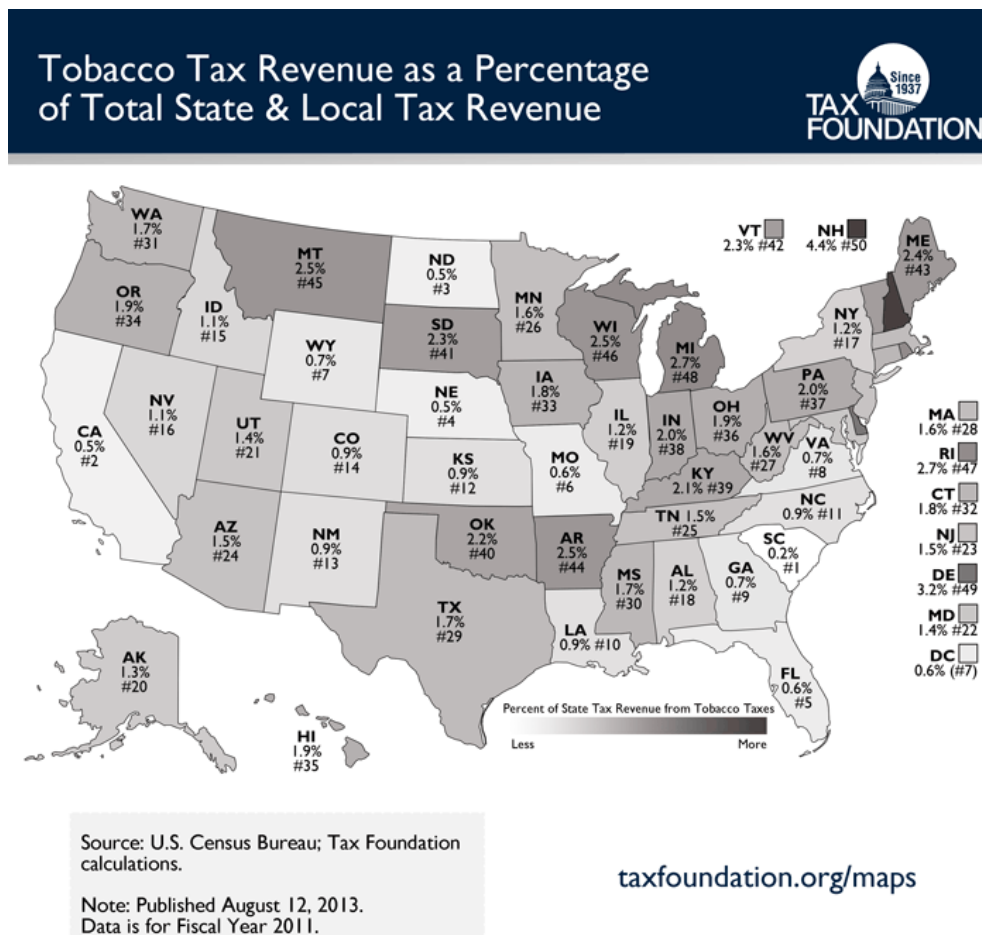 Tobacco Tax Revenue as a Percentage
of Total State & Local Tax Revenue
Since
1937
TAX
FOUNDATION
WA
1.7%
#31
MT
2.5%
#45
ND
0.5%
#3
VT
2.3% #42
NH
4.4% #50
ME
2.4%
#43
OR
1.9%
#34
ID
1.1%
#15
MN
1.6%
#26
WY
0.7%
#7
SD
2.3%
#41
WI
2.5%
#46
MI
2.7%
#48
NY
1.2%
#17
NV
1.1%
#16
UT
1.4%
#21
CO
0.9%
#14
NE
0.5%
#4
IA
1.8%
#33
IL
1.2%
#19
IN
2.0%
#38
OH
1.9%
#36
PA
2.0%
#37
CA
0.5%
#2
KS
0.9%
#12
MO
0.6%
#6
KY
2.1% #39
WV
1.6%
#27
VA
0.7%
#8
MA
1.6% #28
RI
2.7% #47
CT
1.8% #32
NJ
1.5% #23
DE
3.2% #49
MD
1.4% #22
DC
0.6% (#7)
AZ
1.5%
#24
NM
0.9%
#13
OK
2.2%
#40
AR
2.5%
#44
TN 1.5%
#25
NC
0.9% #11
SC
0.2%
#1
TX
1.7%
#29
LA
0.9% #10
MS
1.7%
#30
AL
1.2%
#18
GA
0.7%
#9
FL
0.6%
#5
AK
1.3%
#20
HI
1.9%
#35
Percent of State Tax Revenue from Tobacco Taxes
Less More
Source: U.S. Census Bureau; Tax Foundation
calculations.
Note: Published August 12, 2013.
Data is for Fiscal Year 2011.
taxfoundation.org/maps